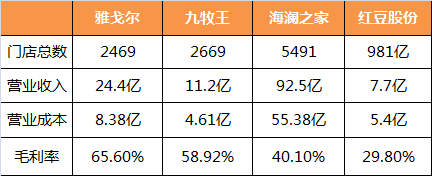 雅戈尔 九牧王 海澜之家 红豆股份
门店总数 2469 2669 5491 981亿
营业收入 24.4亿 11.2亿 92.5亿 7.7亿
营业成本 8.38亿 4.61亿 55.38亿 5.4亿
毛利率 65.60% 58.92% 40.10% 29.80%